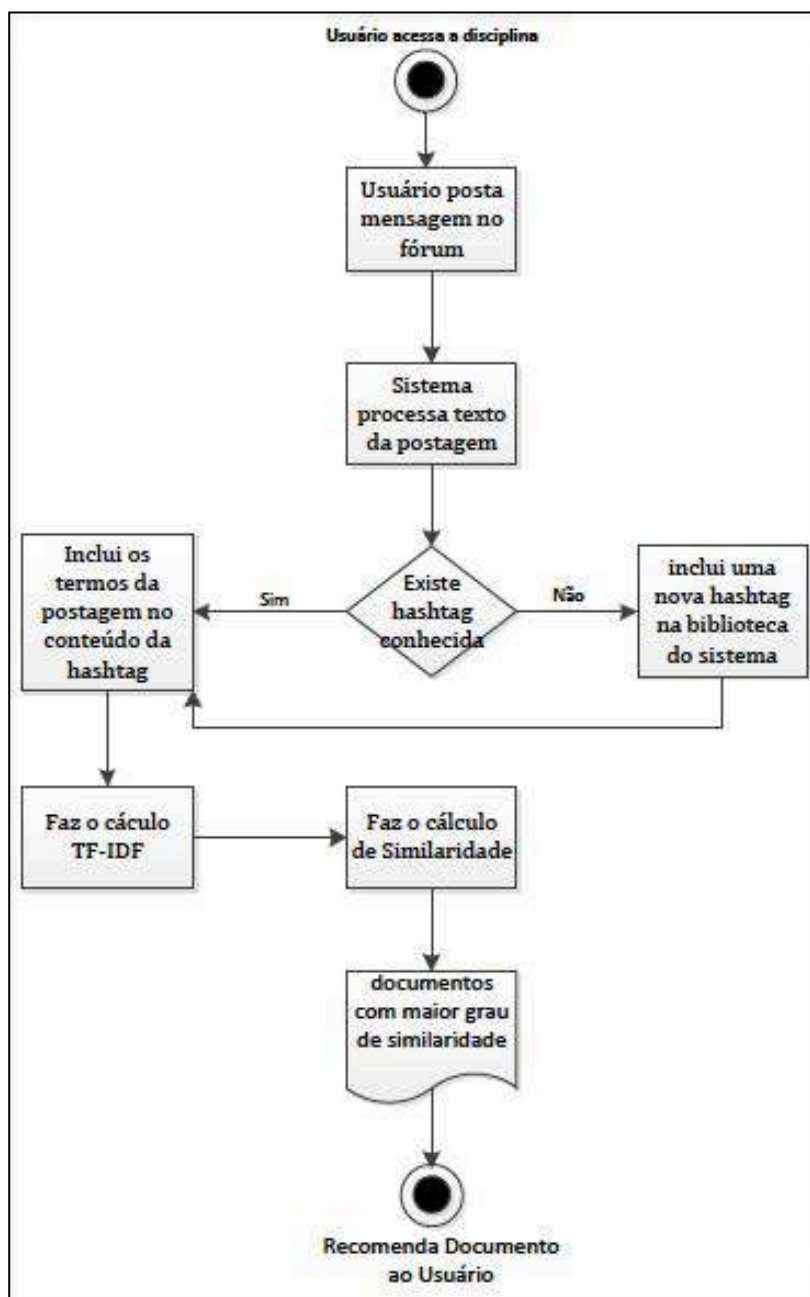 Usuário acessa a disciplina
Usuário posta
mensagem no
fórum
Sistema
processa texto
da postagem
Inclui os
termos da
postagem no
conteúdo da
hashtag
Sim
Existe
hashtag
conhecida
Não
inclui uma
nova hashtag
na biblioteca
do sistema
Faz o cáculo
TF-IDF
Faz o cálculo
de Similaridade
documentos
com maior grau
de similaridade
Recomenda Documento
ao Usuário